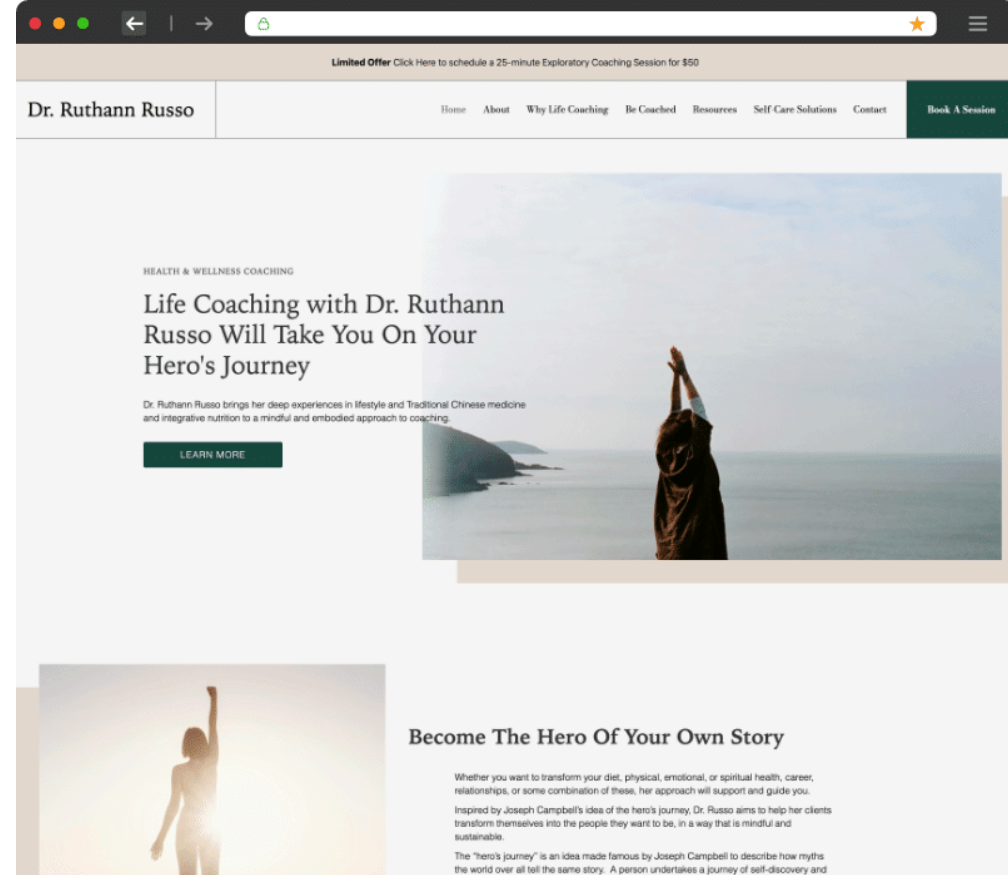 Limited Offer Click Here to schedule a 25-minute Exploratory Coaching Session for $50
Dr. Ruthann Russo
Home About Why Life Coaching Be Coached Resources Self-Care Solutions Contact Book A Session
HEALTH & WELLNESS COACHING
Life Coaching with Dr. Ruthann
Russo Will Take You On Your
Hero's Journey
Dr. Ruthann Russo brings her deep experiences in lifestyle and Traditional Chinese medicine
and integrative nutrition to a mindful and embodied approach to coaching.
LEARN MORE
Become The Hero Of Your Own Story
Whether you want to transform your diet, physical, emotional, or spiritual health, career,
relationships, or some combination of these, her approach will support and guide you.
Inspired by Joseph Campbell's idea of the hero's journey, Dr. Russo aims to help her clients
transform themselves into the people they want to be, in a way that is mindful and
sustainable.
The "hero's journey" is an idea made famous by Joseph Campbell to describe how myths
the world over all tell the same story. A person undertakes a journey of self-discovery and